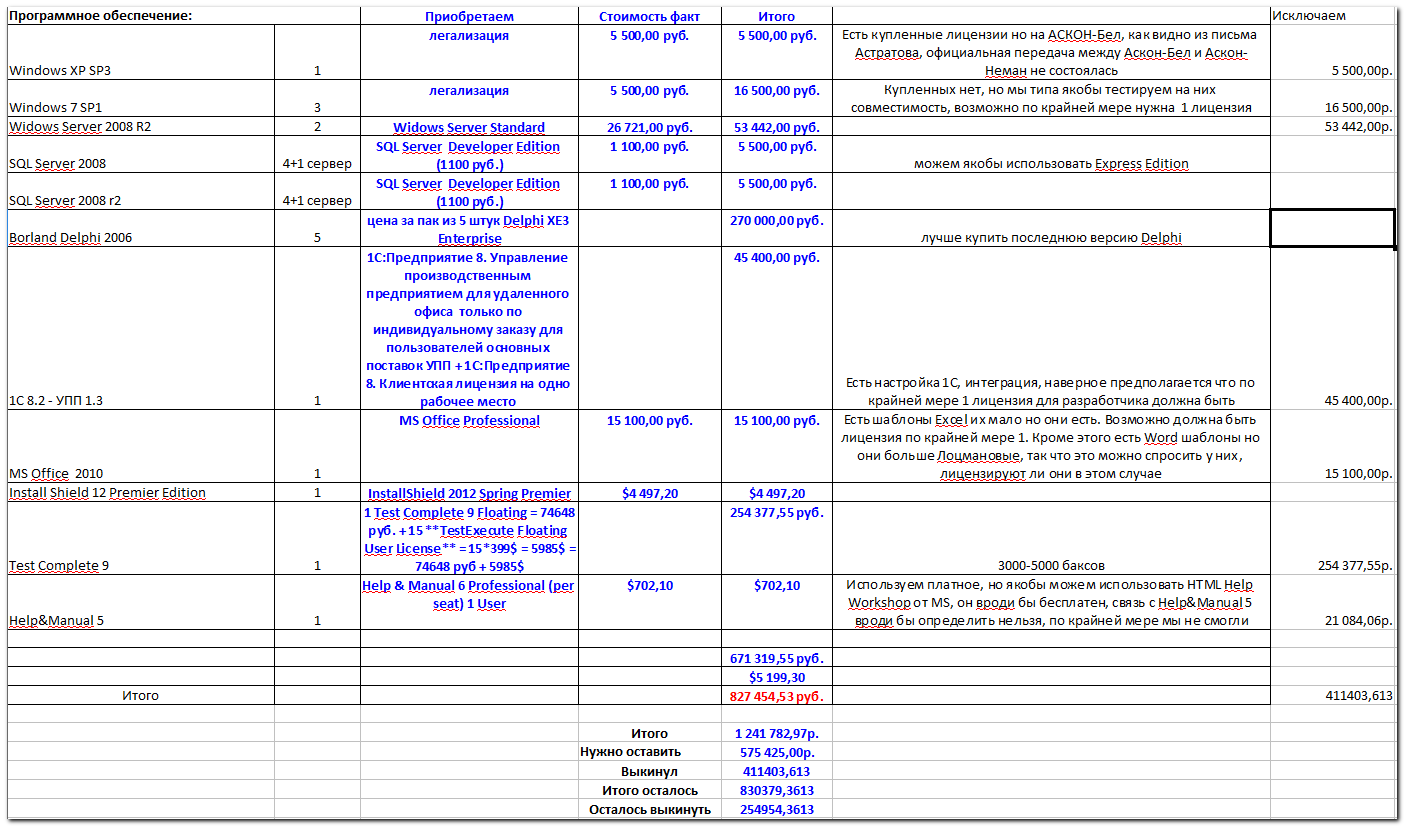 Программное обеспечение: Приобретаем Стоимость факт Итого Исключаем
Windows XP SP3 1 легализация 5 500,00 руб. 5 500,00 руб. Есть купленные лицензии но на АСКОН-Бел, как видно из письма
Астратова, официальная передача между Аскон-Бел и Аскон-
Неман не состоялась 5 500,00р.
Windows 7 SP1 3 легализация 5 500,00 руб. 16 500,00 руб. Купленных нет, но мы типа якобы тестируем на них
совместимость, возможно по крайней мере нужна 1 лицензия 16 500,00р.
Widows Server 2008 R2 2 Widows Server Standard 26 721,00 руб. 53 442,00 руб. 53 442,00р.
SQL Server 2008 4+1 сервер SQL Server Developer Edition
(1100 руб.) 1 100,00 руб. 5 500,00 руб. можем якобы использовать Express Edition
SQL Server 2008 r2 4+1 сервер SQL Server Developer Edition
(1100 руб.) 1 100,00 руб. 5 500,00 руб.
Borland Delphi 2006 5 цена за пак из 5 штук Delphi XE3
Enterprise 270 000,00 руб. лучше купить последнюю версию Delphi
1С 8.2 - УПП 1.3 1 1С:Предприятие 8. Управление
производственным
предприятием для удаленного
офиса только по
индивидуальному заказу для
пользователей основных
поставок УПП + 1С:Предприятие
8. Клиентская лицензия на одно
рабочее место 45 400,00 руб. Есть настройка 1С, интеграция, наверное предполагается что по
крайней мере 1 лицензия для разработчика должна быть 45 400,00р.
MS Office 2010 1 MS Office Professional 15 100,00 руб. 15 100,00 руб. Есть шаблоны Excel их мало но они есть. Возможно должна быть
лицензия по крайней мере 1. Кроме этого есть Word шаблоны но
они больше Лоцмановые, так что это можно спросить у них,
лицензируют ли они в этом случае 15 100,00р.
Install Shield 12 Premier Edition 1 InstallShield 2012 Spring Premier $4 497,20 $4 497,20
Test Complete 9 1 1 Test Complete 9 Floating = 74648
руб. + 15 **TestExecute Floating
User License** =15*399$ = 5985$ =
74648 руб + 5985$ 254 377,55 руб. 3000-5000 баксов 254 377,55р.
Help&Manual 5 1 Help & Manual 6 Professional (per
seat) 1 User $702,10 $702,10 Используем платное, но якобы можем использовать HTML Help
Workshop от MS, он вроди бы бесплатен, связь с Help&Manual 5
вроди бы определить нельзя, по крайней мере мы не смогли 21 084,06р.
671 319,55 руб.
$5 199,30
Итого 827 454,53 руб. 411403,613
Итого 1 241 782,97р.
Нужно оставить 575 425,00р.
Выкинул 411403,613
Итого осталось 830379,3613
Осталось выкинуть 254954,3613